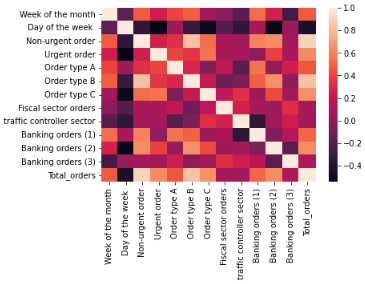 Week of the month
Day of the week
Non-urgent order
Urgent order
Order type A
Order type B
Order type C
Fiscal sector orders
traffic controller sector
Banking orders (1)
Banking orders (2)
Banking orders (3)
Total_orders
Week of the month
Day of the week
Non-urgent order
Urgent order
Order type A
Order type B
Order type C
Fiscal sector orders
traffic controller sector
Banking orders (1)
Banking orders (2)
Banking orders (3)
Total_orders
1.0
0.8
0.6
0.4
0.2
0.0
−0.2
−0.4